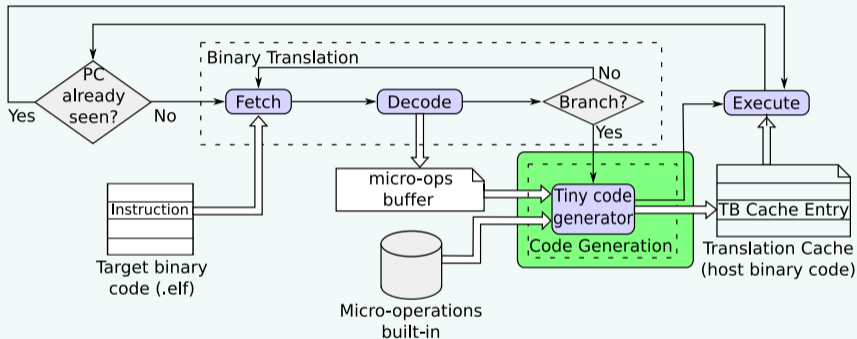 Binary Translation
PC
already
seen?
Yes
No
Fetch
Decode
No
Branch?
Yes
Execute
Instruction
Target binary
code (.elf)
micro-ops
buffer
Tiny code
generator
Code Generation
Micro-operations
built-in
TB Cache Entry
Translation Cache
(host binary code)